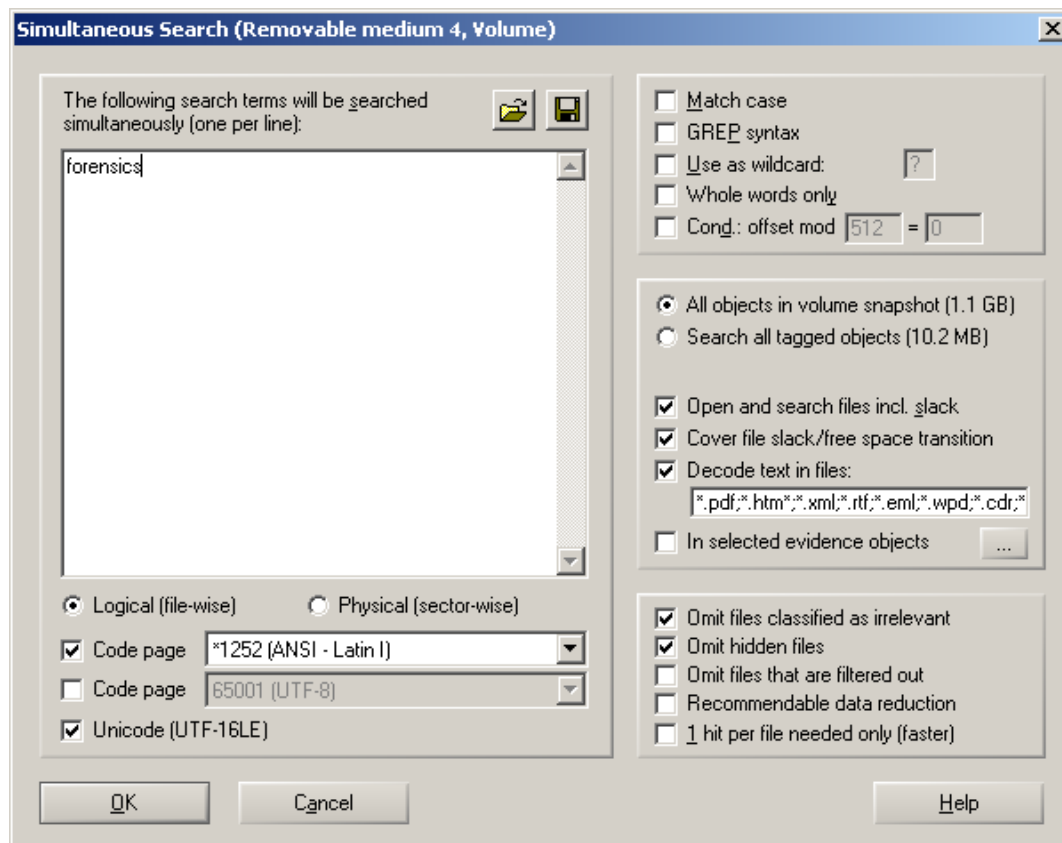 Simultaneous Search (Removable medium 4, Volume)
The following search terms will be searched
simultaneously (one per line):
forensics
Logical (file-wise)
Physical (sector-wise)
Code page
*1252 (ANSI - Latin I)
Code page
65001 (UTF-8)
Unicode (UTF-16LE)
Match case
GREP syntax
Use as wildcard: ?
Whole words only
Cond.: offset mod 512 = 0
All objects in volume snapshot (1.1 GB)
Search all tagged objects (10.2 MB)
Open and search files incl. slack
Cover file slack/free space transition
Decode text in files:
*.pdf;*.htm*;*.xml;*.rtf;*.eml;*.wpd;*.cdr;*
In selected evidence objects ...
Omit files classified as irrelevant
Omit hidden files
Omit files that are filtered out
Recommendable data reduction
1 hit per file needed only (faster)
OK
Cancel
Help